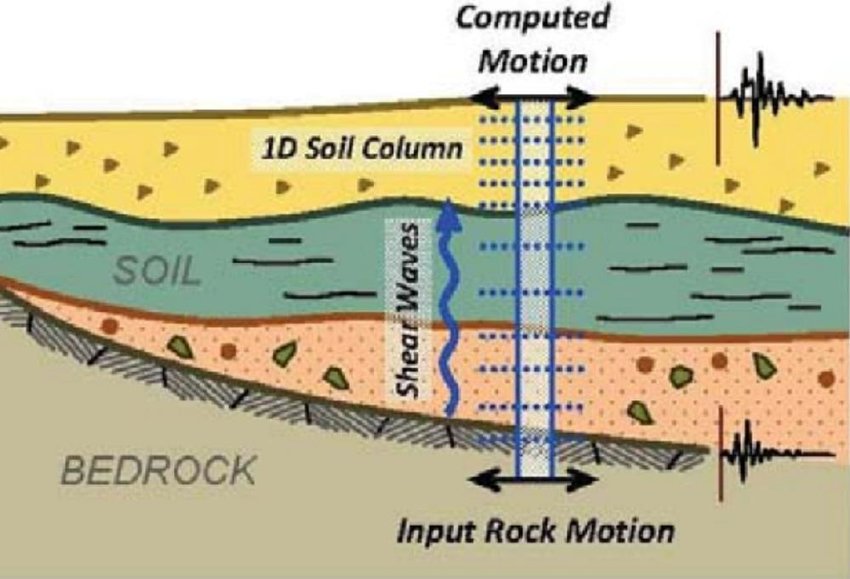 Computed
Motion
1D Soil Column
SOIL
Shear Waves
BEDROCK
Input Rock Motion